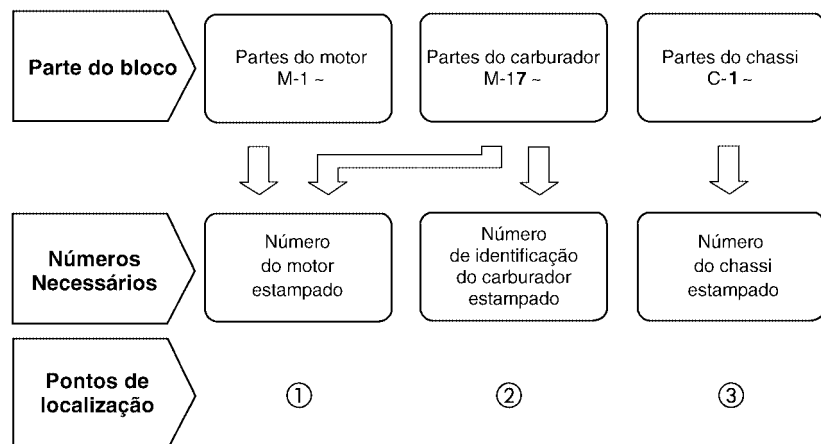 Parte do bloco
Partes do motor
M-1 ~
Partes do carburador
M-17 ~
Partes do chassi
C-1 ~
Números
Necessários
Número
do motor
estampado
Número
de identificação
do carburador
estampado
Número
do chassi
estampado
Pontos de
localização
①
②
③